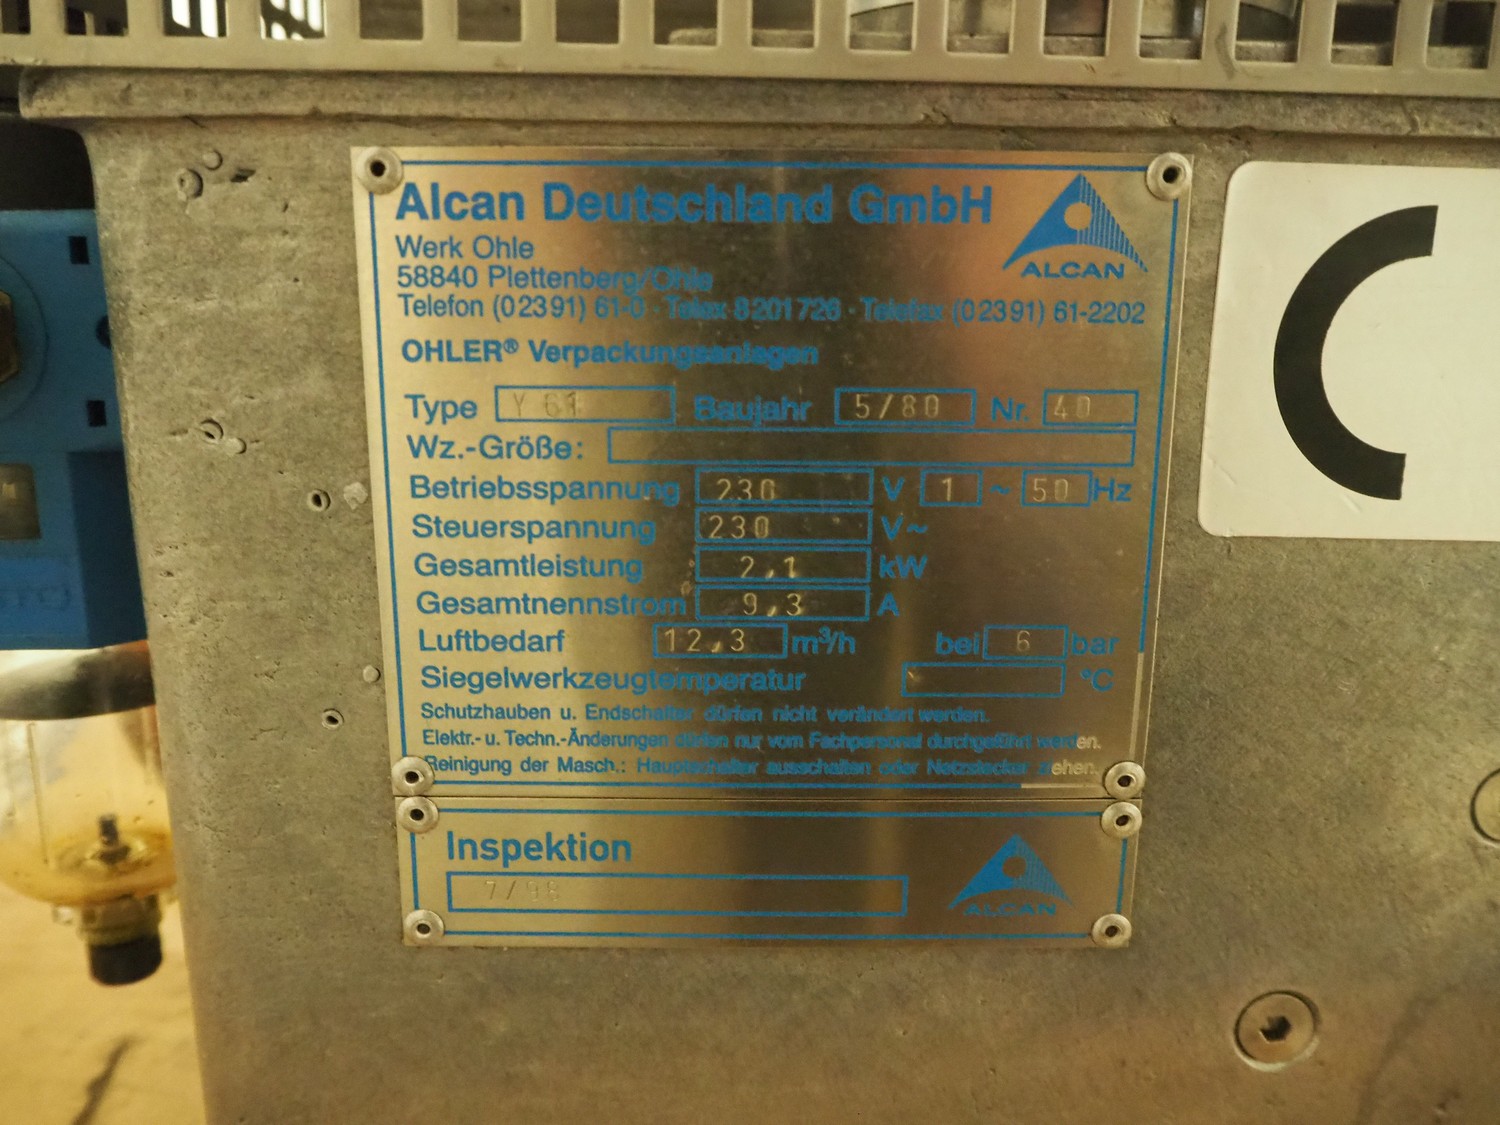 Alcan Deutschland GmbH
ALCAN
Werk Ohle
58840 Plettenberg/Ohle
Telefon (02391) 61-0 · Telex 8201726 · Telefax (02391) 61-2202
OHLER® Verpackungsanlagen
Type Y 61 Baujahr 5/80 Nr. 40
Wz.-Größe:
Betriebsspannung 230 V 1 ~ 50 Hz
Steuerspannung 230 V~
Gesamtleistung 2,1 kW
Gesamtnennstrom 9,3 A
Luftbedarf 12,3 m³/h bei 6 bar
Siegelwerkzeugtemperatur °C
Schutzhauben u. Endschalter dürfen nicht verändert werden.
Elektr.- u. Techn.-Änderungen dürfen nur vom Fachpersonal durchgeführt werden.
Reinigung der Masch.: Hauptschalter ausschalten oder Netzstecker ziehen.
Inspektion
7/98
ALCAN